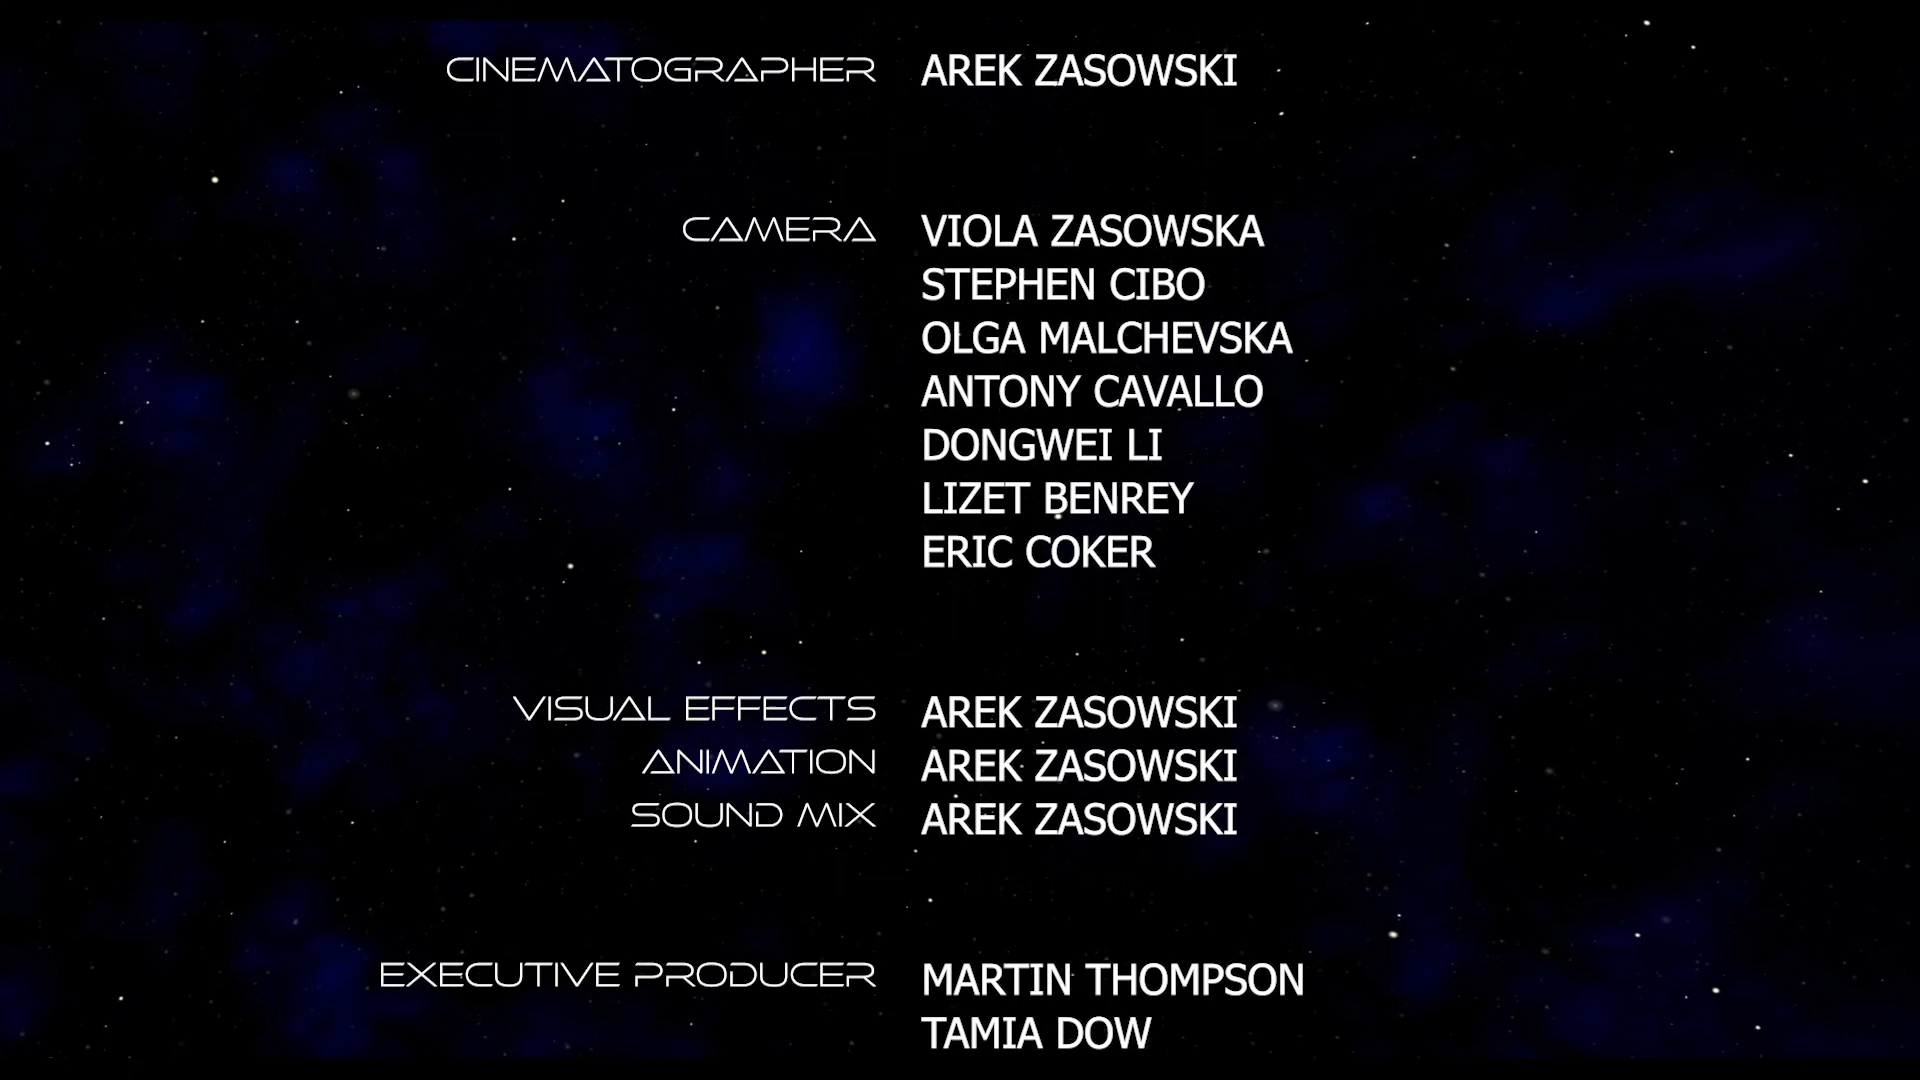 CINEMATOGRAPHER AREK ZASOWSKI
CAMERA VIOLA ZASOWSKA
STEPHEN CIBO
OLGA MALCHEVSKA
ANTONY CAVALLO
DONGWEI LI
LIZET BENREY
ERIC COKER
VISUAL EFFECTS AREK ZASOWSKI
ANIMATION AREK ZASOWSKI
SOUND MIX AREK ZASOWSKI
EXECUTIVE PRODUCER MARTIN THOMPSON
TAMIA DOW